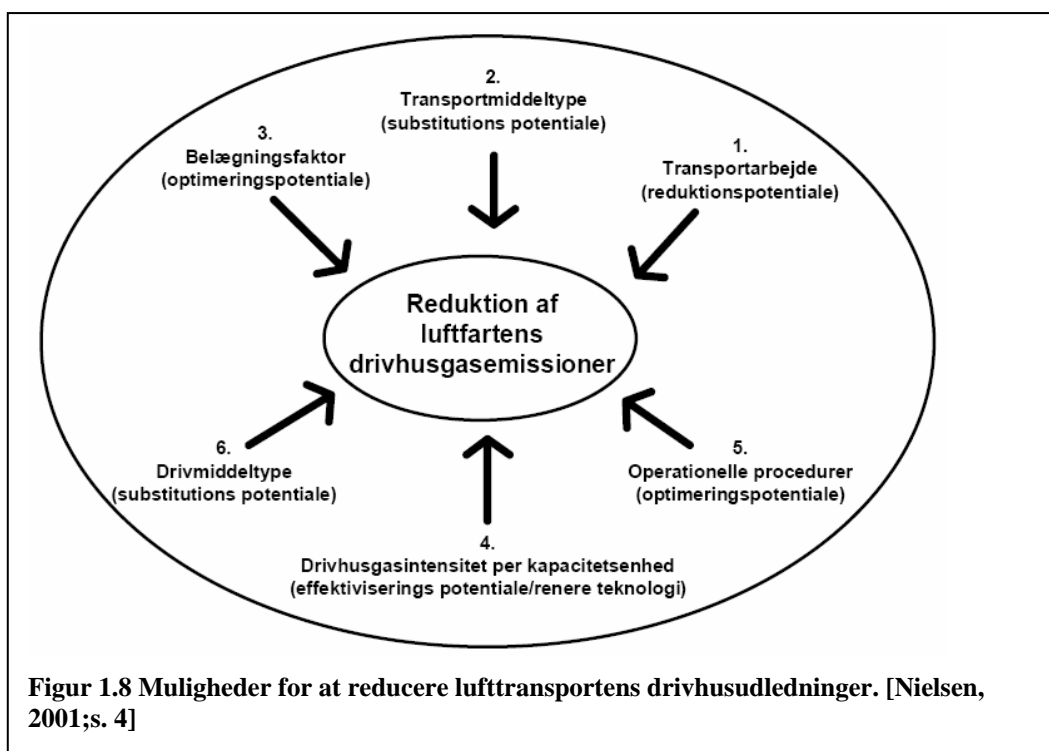 2.
Transportmiddeltype
(substitutions potentiale)
3.
Belægningsfaktor
(optimeringspotentiale)
1.
Transportarbejde
(reduktionspotentiale)
Reduktion af
luftfartens
drivhusgasemissioner
6.
Drivmiddeltype
(substitutions potentiale)
5.
Operationelle procedurer
(optimeringspotentiale)
4.
Drivhusgasintensitet per kapacitetsenhed
(effektiviserings potentiale/renere teknologi)
Figur 1.8 Muligheder for at reducere lufttransportens drivhusudledninger. [Nielsen,
2001;s. 4]